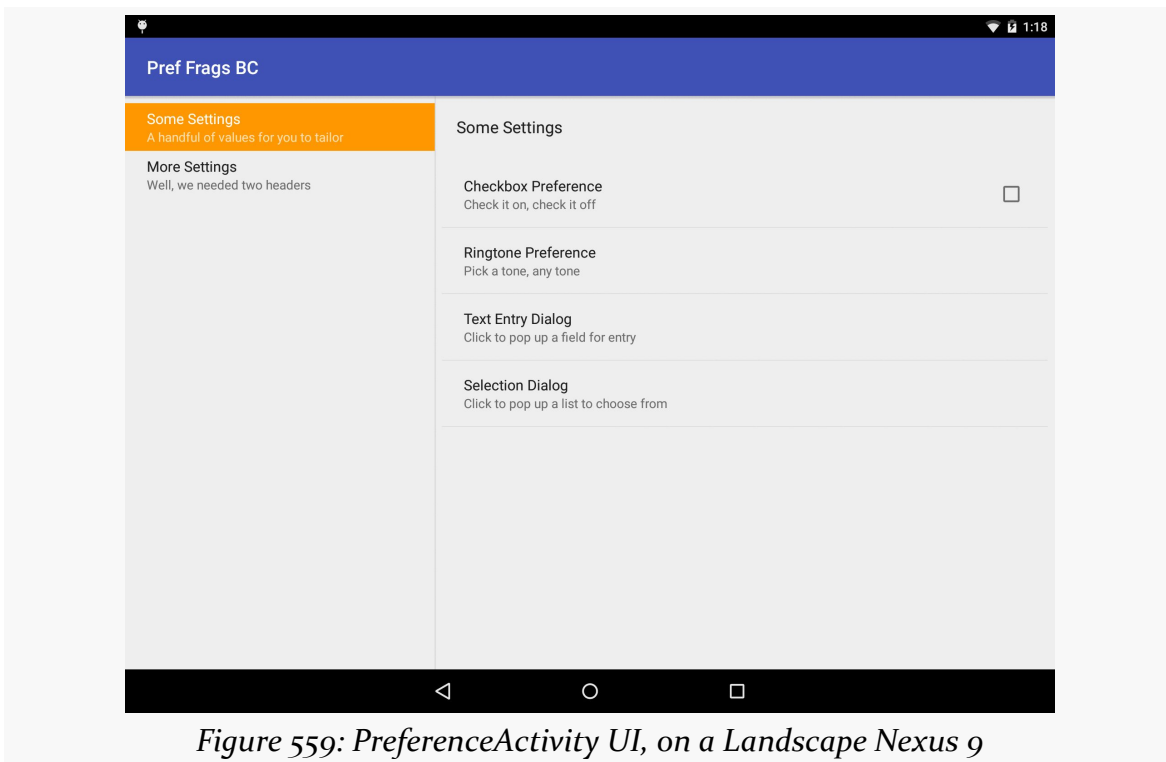 1:18
Pref Frags BC
Some Settings
A handful of values for you to tailor
More Settings
Well, we needed two headers
Some Settings
Checkbox Preference
Check it on, check it off
Ringtone Preference
Pick a tone, any tone
Text Entry Dialog
Click to pop up a field for entry
Selection Dialog
Click to pop up a list to choose from
Figure 559: PreferenceActivity UI, on a Landscape Nexus 9